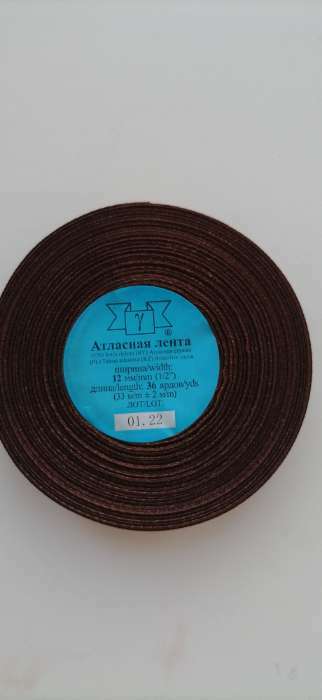 γ
®
Атласная лента
ширина/width:
12 мм/mm (1/2")
длина/length: 36 ярдов/yds
(33 м/m ± 2 м/m)
ЛОТ/LOT:
01.22